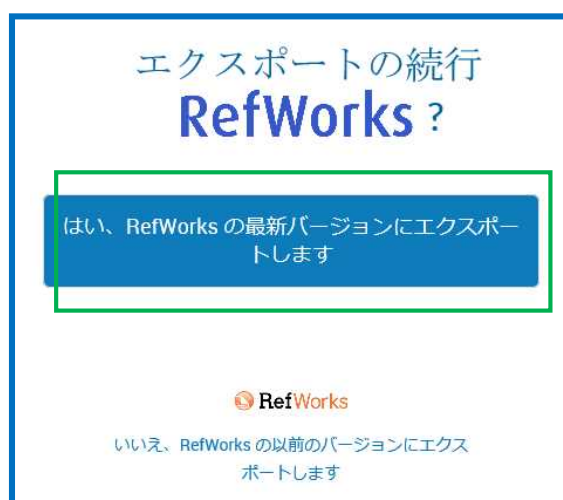 エクスポートの続行
RefWorks ?
はい、RefWorks の最新バージョンにエクスポー
トします
RefWorks
いいえ、RefWorks の以前のバージョンにエクス
ポートします